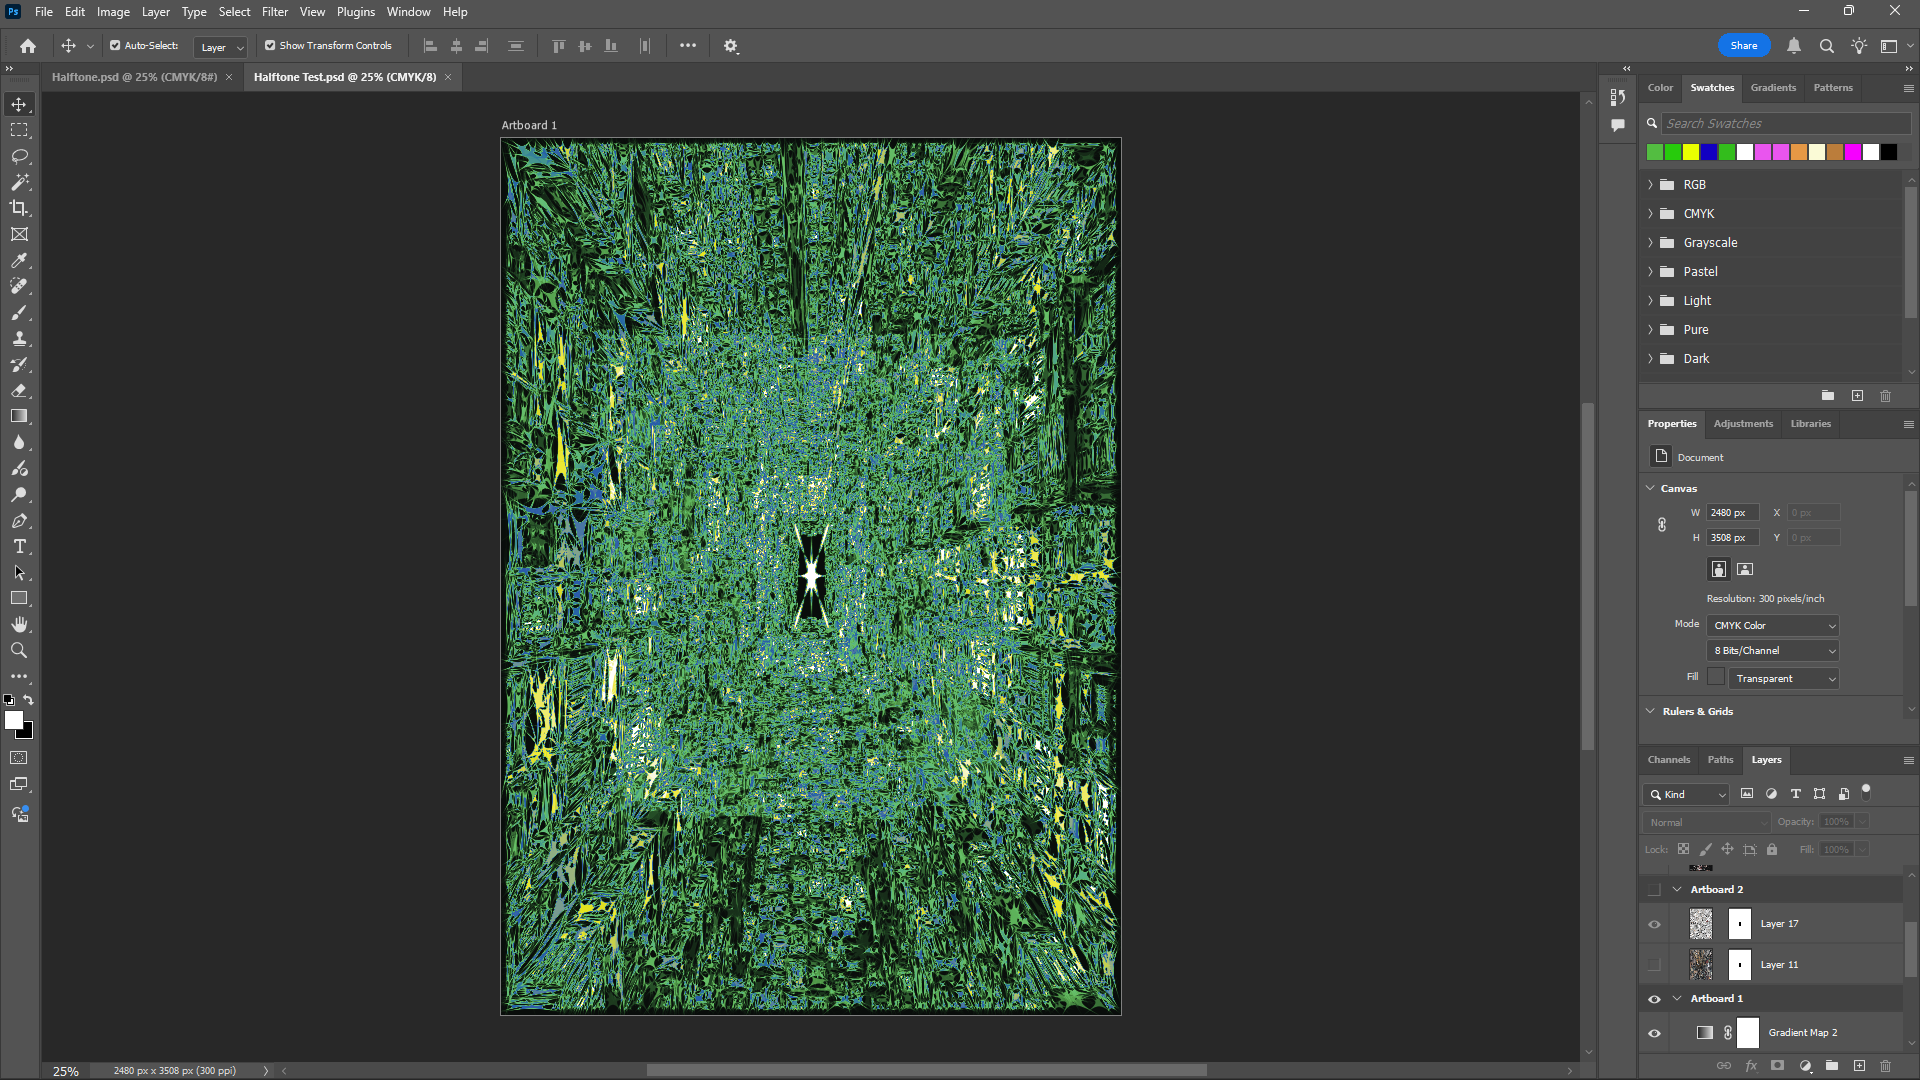 Ps File Edit Image Layer Type Select Filter View Plugins Window Help
Auto-Select: Layer Show Transform Controls Share
Halftone.psd @ 25% (CMYK/8#) × Halftone Test.psd @ 25% (CMYK/8) ×
Artboard 1
Color Swatches Gradients Patterns
Search Swatches
RGB
CMYK
Grayscale
Pastel
Light
Pure
Dark
Properties Adjustments Libraries
Document
Canvas
W 2480 px X 0 px
H 3508 px Y 0 px
Resolution: 300 pixels/inch
Mode CMYK Color
8 Bits/Channel
Fill Transparent
Rulers & Grids
Channels Paths Layers
Kind
Normal Opacity: 100%
Lock: Fill: 100%
Artboard 2
Layer 17
Layer 11
Artboard 1
Gradient Map 2
25% 2480 px x 3508 px (300 ppi)